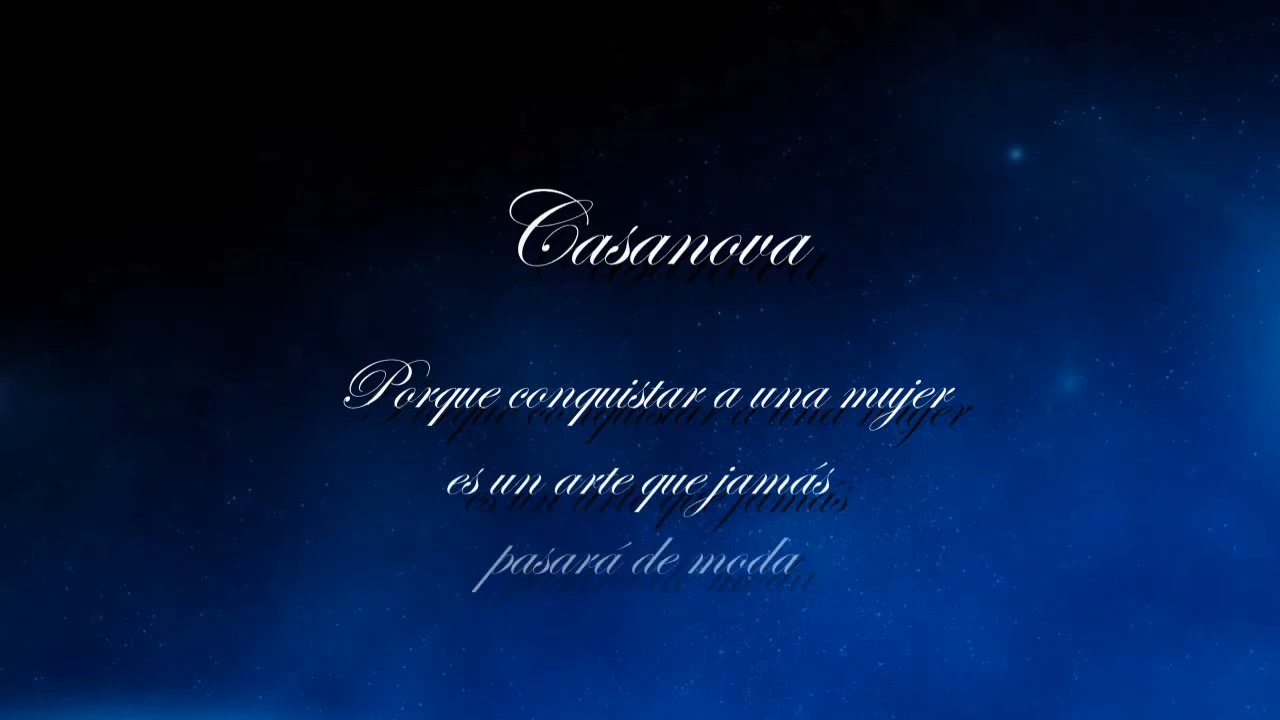 Casanova
Porque conquistar a una mujer
es un arte que jamás
pasará de moda